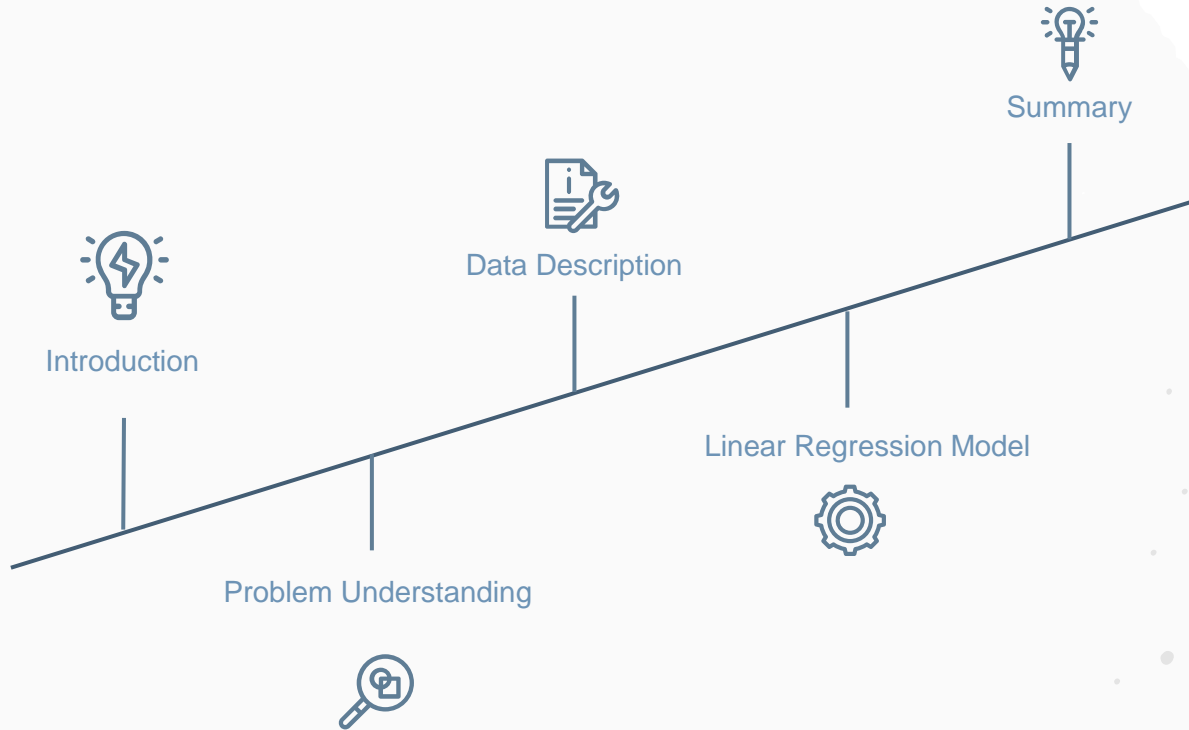 Introduction
Problem Understanding
Data Description
Linear Regression Model
Summary